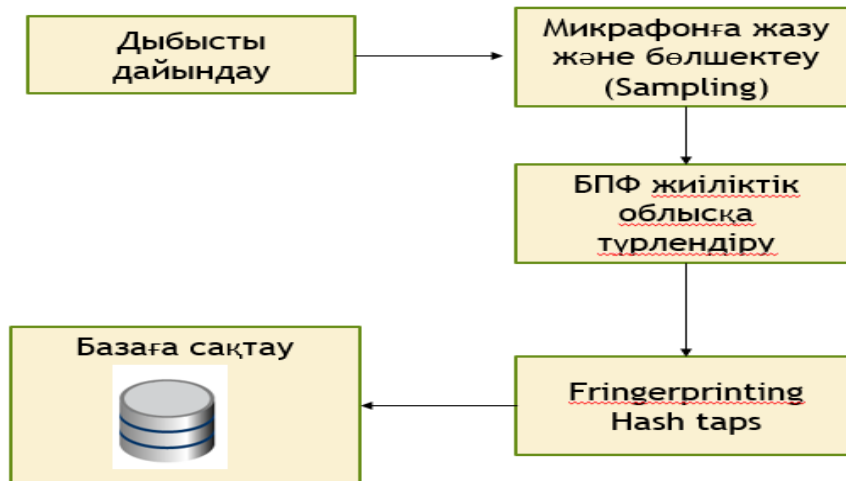 Дыбысты
дайындау
Микрафонға жазу
және бөлшектеу
(Sampling)
БПФ жиіліктік
облысқа
түрлендіру
Fringerprinting
Hash taps
Базаға сақтау